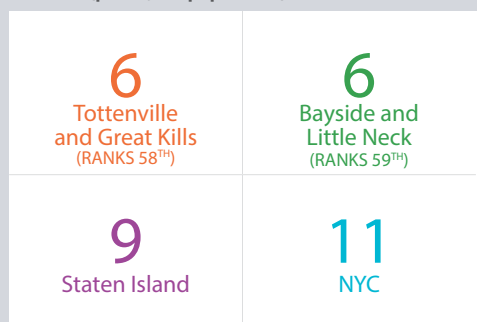 6
Tottenville
and Great Kills
(RANKS 58TH)
6
Bayside and
Little Neck
(RANKS 59TH)
9
Staten Island
11
NYC